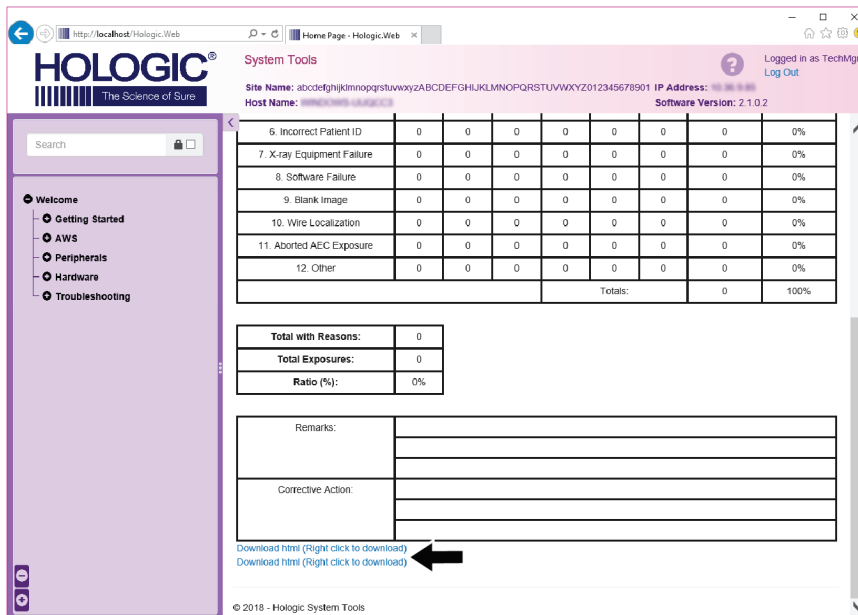 http://localhost/Hologic.Web
Home Page - Hologic.Web
HOLOGIC®
The Science of Sure
System Tools
Logged in as TechMgr
Log Out
Site Name: abcdefghijklmnopqrstuvwxyzABCDEFGHIJKLMNOPQRSTUVWXYZ012345678901 IP Address:
Host Name:
Software Version: 2.1.0.2
Search
Welcome
Getting Started
AWS
Peripherals
Hardware
Troubleshooting
6. Incorrect Patient ID 0 0 0 0 0 0 0 0%
7. X-ray Equipment Failure 0 0 0 0 0 0 0 0%
8. Software Failure 0 0 0 0 0 0 0 0%
9. Blank Image 0 0 0 0 0 0 0 0%
10. Wire Localization 0 0 0 0 0 0 0 0%
11. Aborted AEC Exposure 0 0 0 0 0 0 0 0%
12. Other 0 0 0 0 0 0 0 0%
Totals: 0 100%
Total with Reasons: 0
Total Exposures: 0
Ratio (%): 0%
Remarks:
Corrective Action:
Download html (Right click to download)
Download html (Right click to download)
© 2018 - Hologic System Tools